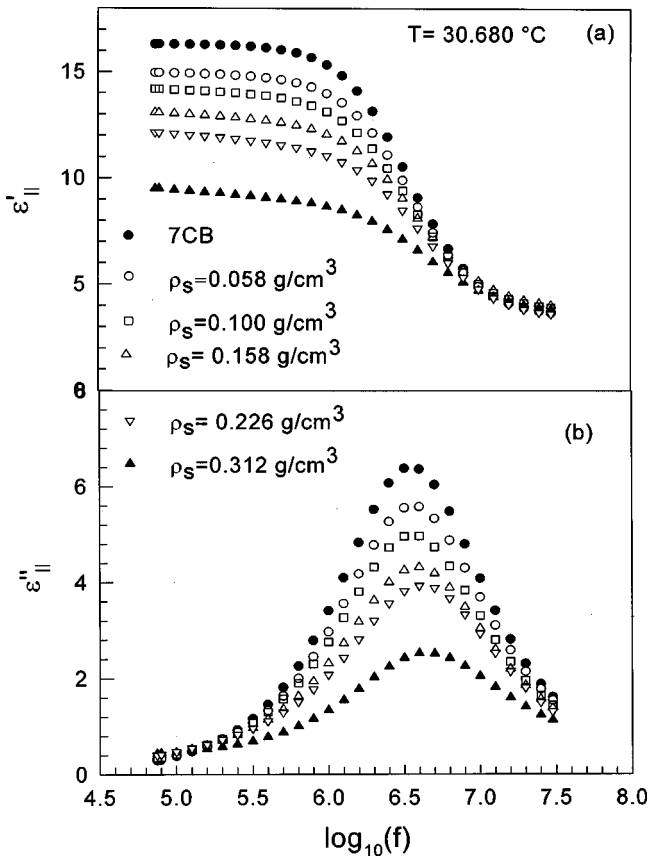 T= 30.680 °C
(a)
15
10
5
0
ε'||
7CB
ρs=0.058 g/cm3
ρs=0.100 g/cm3
ρs= 0.158 g/cm3
8
6
4
2
0
ε''||
ρs= 0.226 g/cm3
ρs=0.312 g/cm3
(b)
4.5 5.0 5.5 6.0 6.5 7.0 7.5 8.0
log10(f)